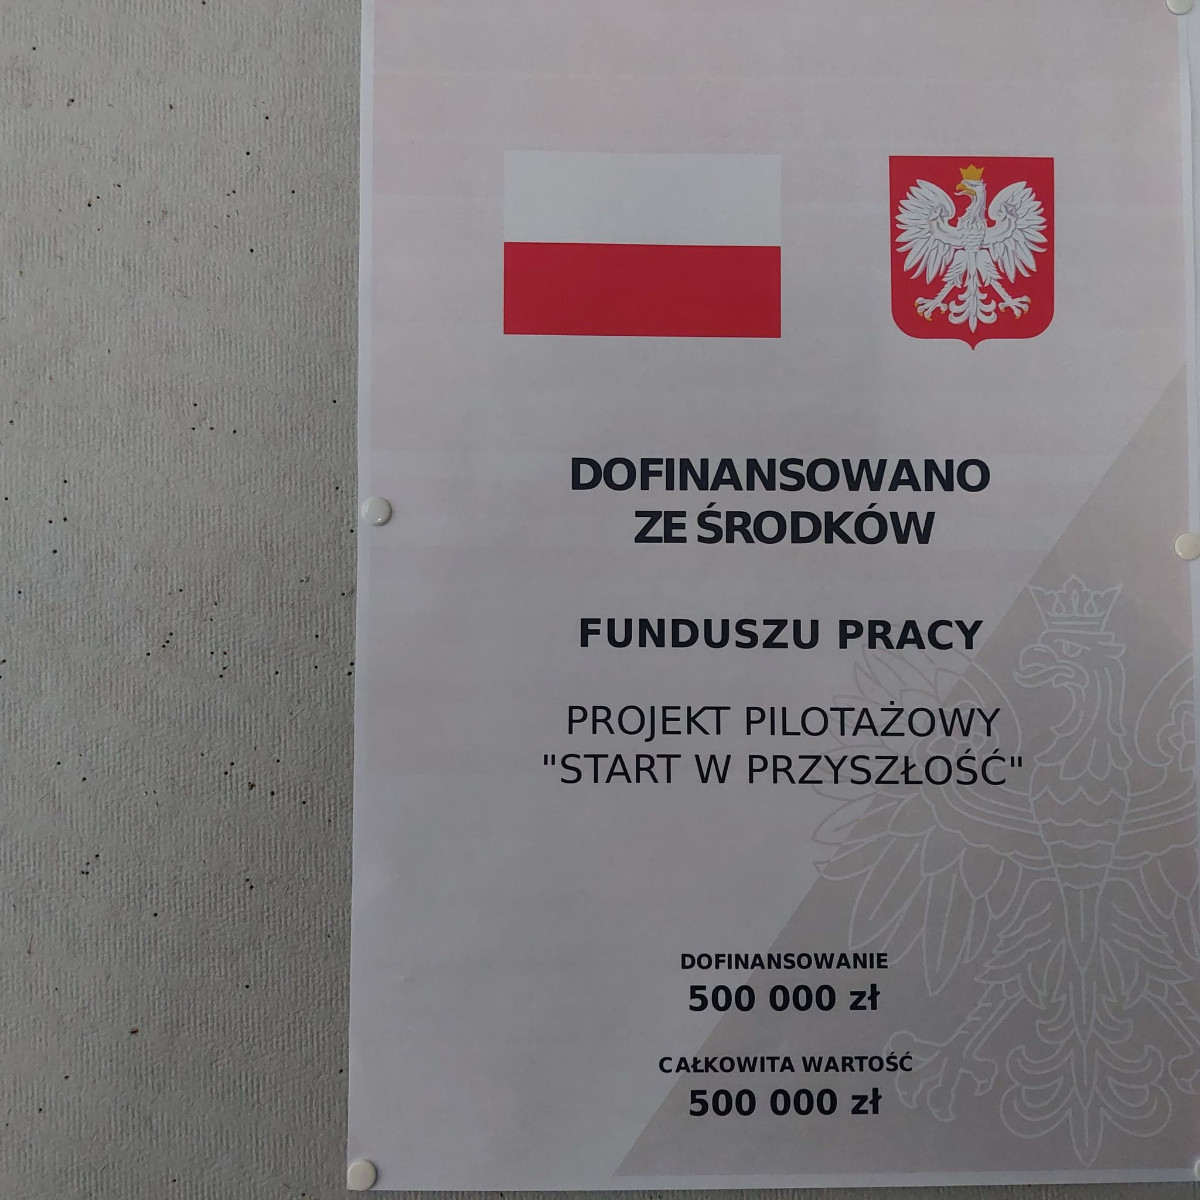 DOFINANSOWANO
ZE ŚRODKÓW
FUNDUSZU PRACY
PROJEKT PILOTAŻOWY
"START W PRZYSZŁOŚĆ"
DOFINANSOWANIE
500 000 zł
CAŁKOWITA WARTOŚĆ
500 000 zł